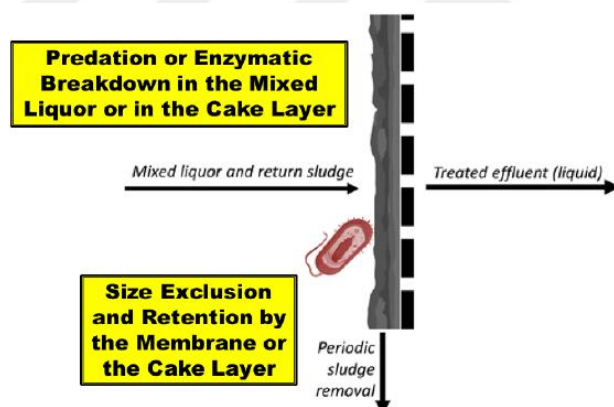 Predation or Enzymatic
Breakdown in the Mixed
Liquor or in the Cake Layer
Mixed liquor and return sludge
Treated effluent (liquid)
Size Exclusion
and Retention by
the Membrane or
the Cake Layer
Periodic
sludge
removal